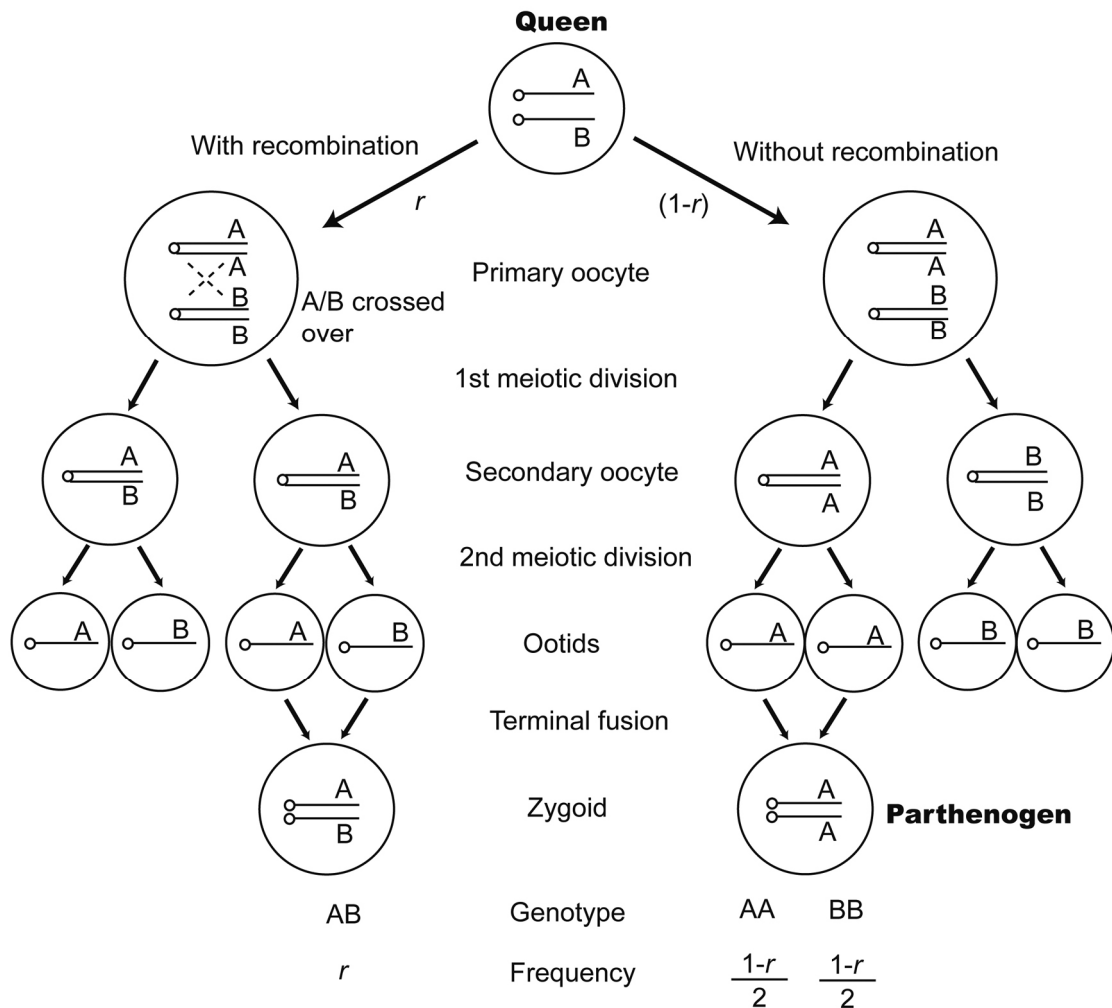 Queen
A
B
With recombination
Without recombination
r
(1-r)
A
A
B
B
A/B crossed
over
Primary oocyte
A
A
B
B
1st meiotic division
A
B
A
B
Secondary oocyte
A
A
B
B
2nd meiotic division
A
B
A
B
Ootids
A
A
B
B
Terminal fusion
A
B
Zygoid
A
A
Parthenogen
AB
Genotype
AA
BB
r
Frequency
1-r
2
1-r
2